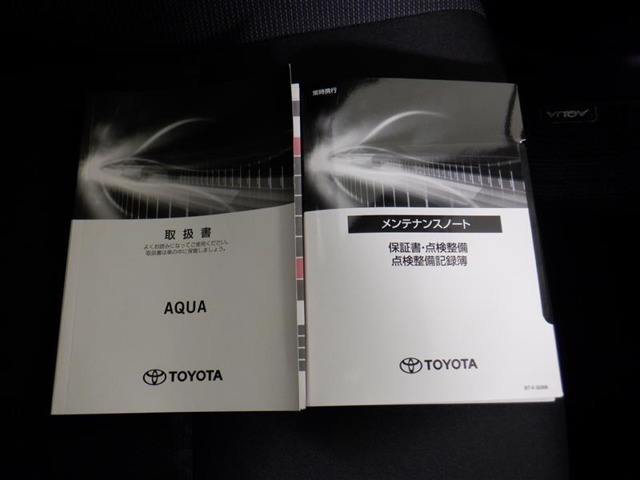 取扱書
よくお読みになってご使用ください。
取扱書は車の中に保管しましょう。
AQUA
TOYOTA
常時携行
メンテナンスノート
保証書・点検整備
点検整備記録簿
TOYOTA
AQUA